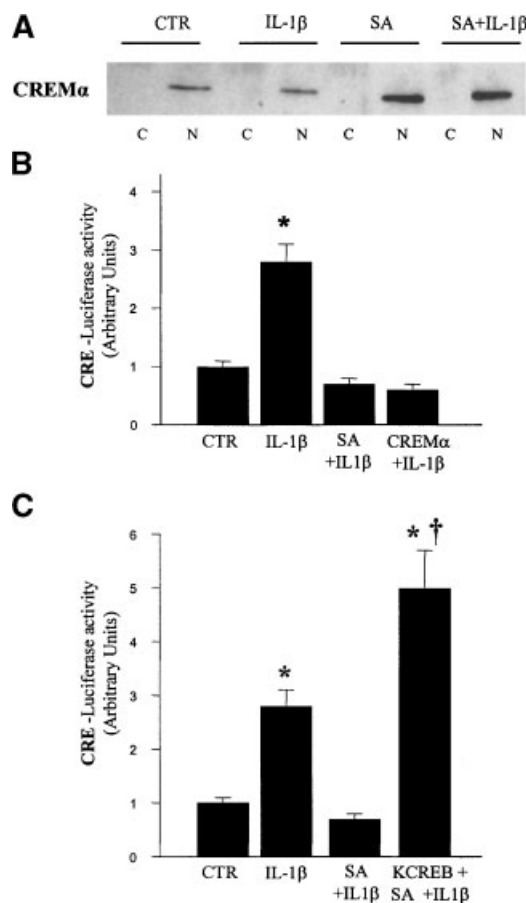 A
CTR IL-1β SA SA+IL-1β
CREMα
C N C N C N C N
B
CRE -Luciferase activity
(Arbitrary Units)
4
3
2
1
0
*
CTR IL-1β SA CREMα
+IL1β +IL-1β
C
CRE -Luciferase activity
(Arbitrary Units)
6
5
4
3
2
1
0
*
* †
CTR IL-1β SA KCREB +
+IL1β SA +IL1β